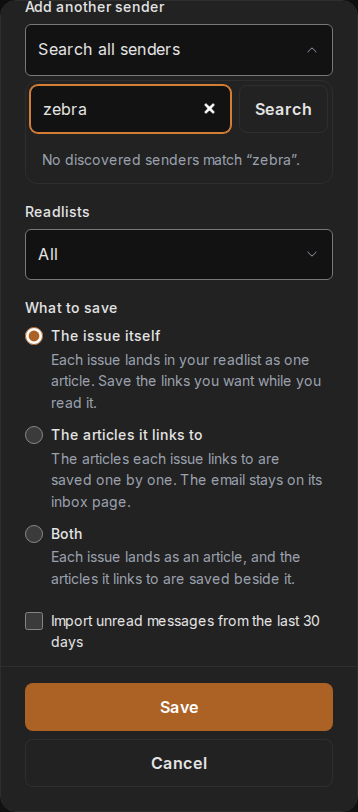 Add another sender
Search all senders
zebra
Search
No discovered senders match “zebra”.
Readlists
All
What to save
The issue itself
Each issue lands in your readlist as one
article. Save the links you want while you
read it.
The articles it links to
The articles each issue links to are
saved one by one. The email stays on its
inbox page.
Both
Each issue lands as an article, and the
articles it links to are saved beside it.
Import unread messages from the last 30
days
Save
Cancel